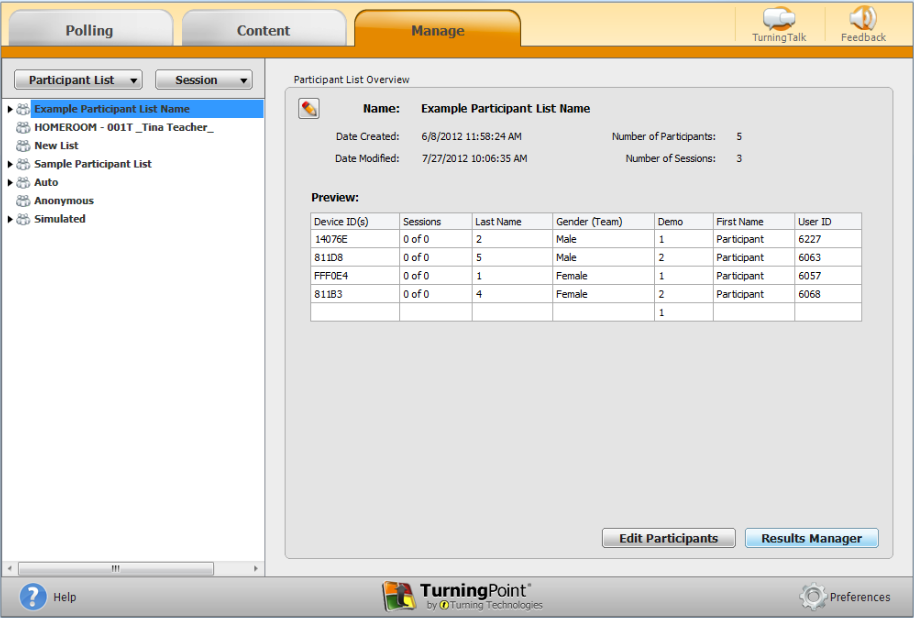 Polling Content Manage TurningTalk Feedback
Participant List Session
Example Participant List Name
HOMEROOM - 001T _Tina Teacher_
New List
Sample Participant List
Auto
Anonymous
Simulated
Participant List Overview
Name: Example Participant List Name
Date Created: 6/8/2012 11:58:24 AM Number of Participants: 5
Date Modified: 7/27/2012 10:06:35 AM Number of Sessions: 3
Preview:
Device ID(s) Sessions Last Name Gender (Team) Demo First Name User ID
14076E 0 of 0 2 Male 1 Participant 6227
811D8 0 of 0 5 Male 2 Participant 6063
FFF0E4 0 of 0 1 Female 1 Participant 6057
811B3 0 of 0 4 Female 2 Participant 6068
1
Edit Participants Results Manager
? Help TurningPoint® Preferences
by Turning Technologies